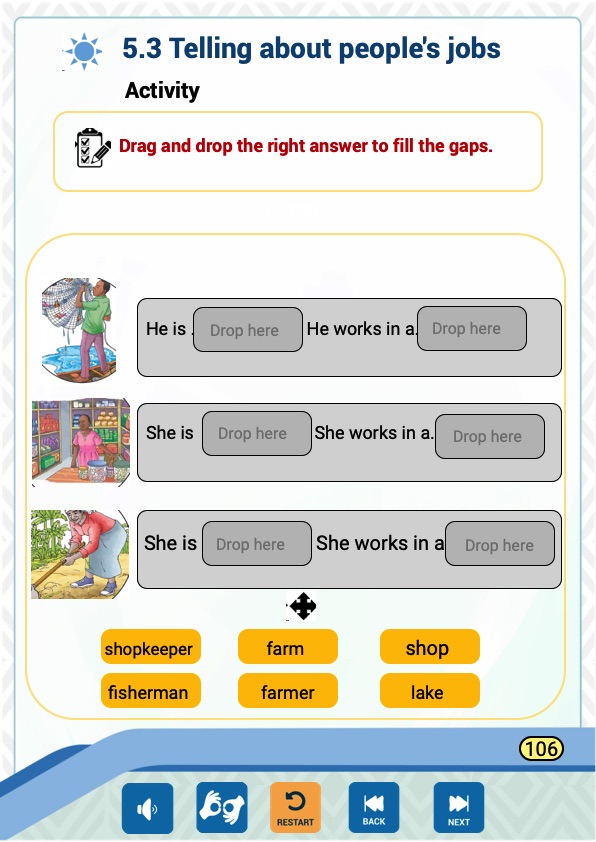 5.3 Telling about people's jobs
Activity
Drag and drop the right answer to fill the gaps.
He is . Drop here He works in a. Drop here
She is Drop here She works in a. Drop here
She is Drop here She works in a Drop here
shopkeeper farm shop
fisherman farmer lake
106
RESTART BACK NEXT